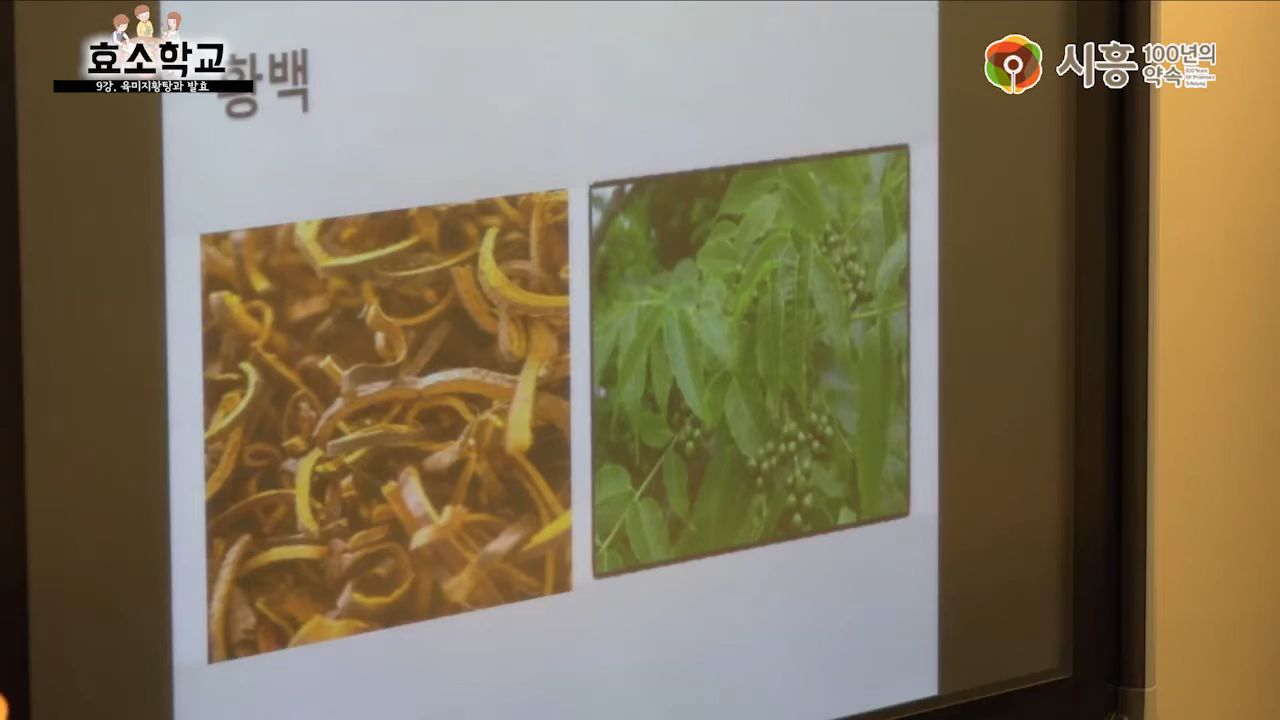 효소학교
9강. 육미지황탕과 발효
황백
시흥
100년의
약속